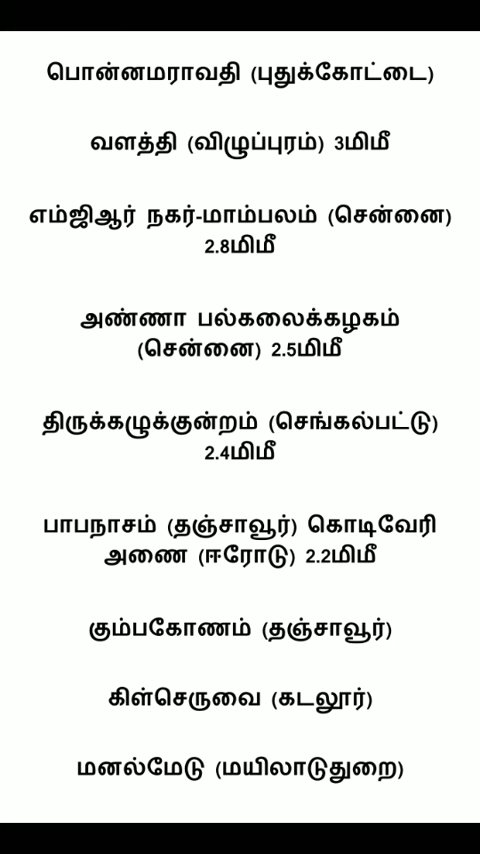 பொன்னமராவதி (புதுக்கோட்டை)
வளத்தி (விழுப்புரம்) 3மிமீ
எம்ஜிஆர் நகர்-மாம்பலம் (சென்னை)
2.8மிமீ
அண்ணா பல்கலைக்கழகம்
(சென்னை) 2.5மிமீ
திருக்கழுக்குன்றம் (செங்கல்பட்டு)
2.4மிமீ
பாபநாசம் (தஞ்சாவூர்) கொடிவேரி
அணை (ஈரோடு) 2.2மிமீ
கும்பகோணம் (தஞ்சாவூர்)
கிள்செருவை (கடலூர்)
மனல்மேடு (மயிலாடுதுறை)